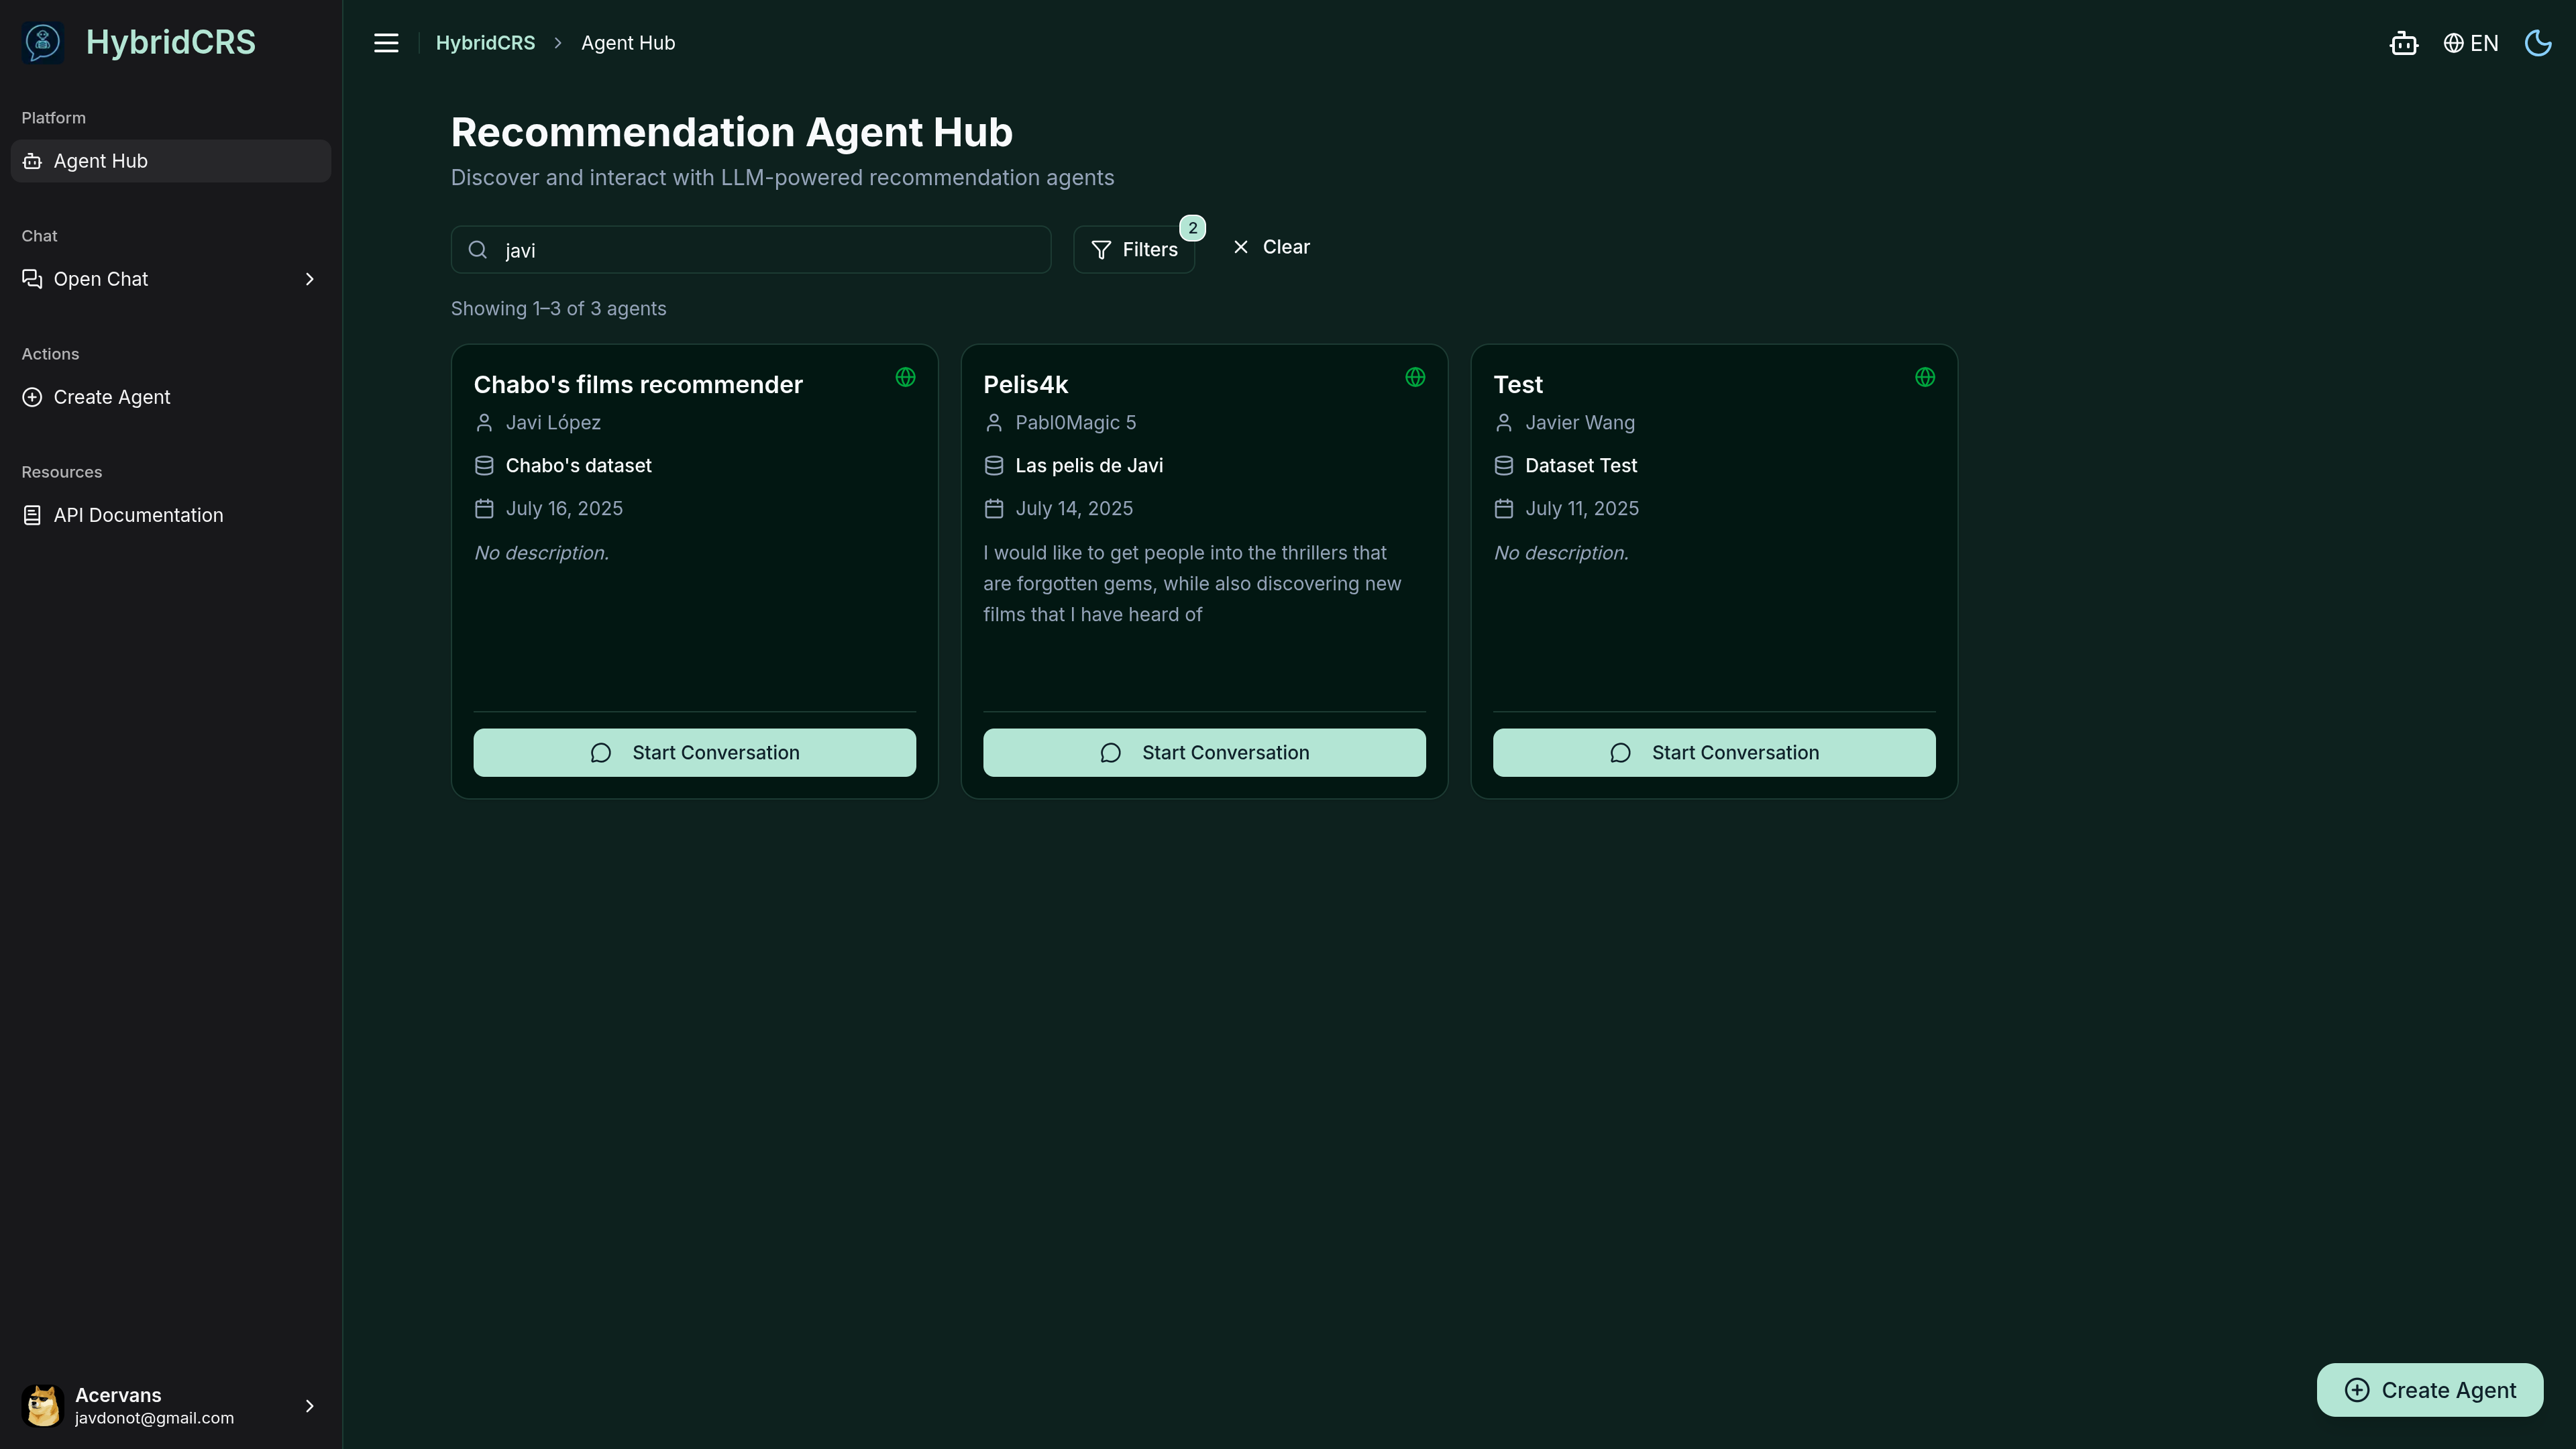 HybridCRS
Platform
Agent Hub
Chat
Open Chat
Actions
Create Agent
Resources
API Documentation
Acervans
javdonot@gmail.com
HybridCRS > Agent Hub
EN
Recommendation Agent Hub
Discover and interact with LLM-powered recommendation agents
javi
Filters
2
Clear
Showing 1–3 of 3 agents
Chabo's films recommender
Javi López
Chabo's dataset
July 16, 2025
No description.
Start Conversation
Pelis4k
Pabl0Magic 5
Las pelis de Javi
July 14, 2025
I would like to get people into the thrillers that
are forgotten gems, while also discovering new
films that I have heard of
Start Conversation
Test
Javier Wang
Dataset Test
July 11, 2025
No description.
Start Conversation
Create Agent